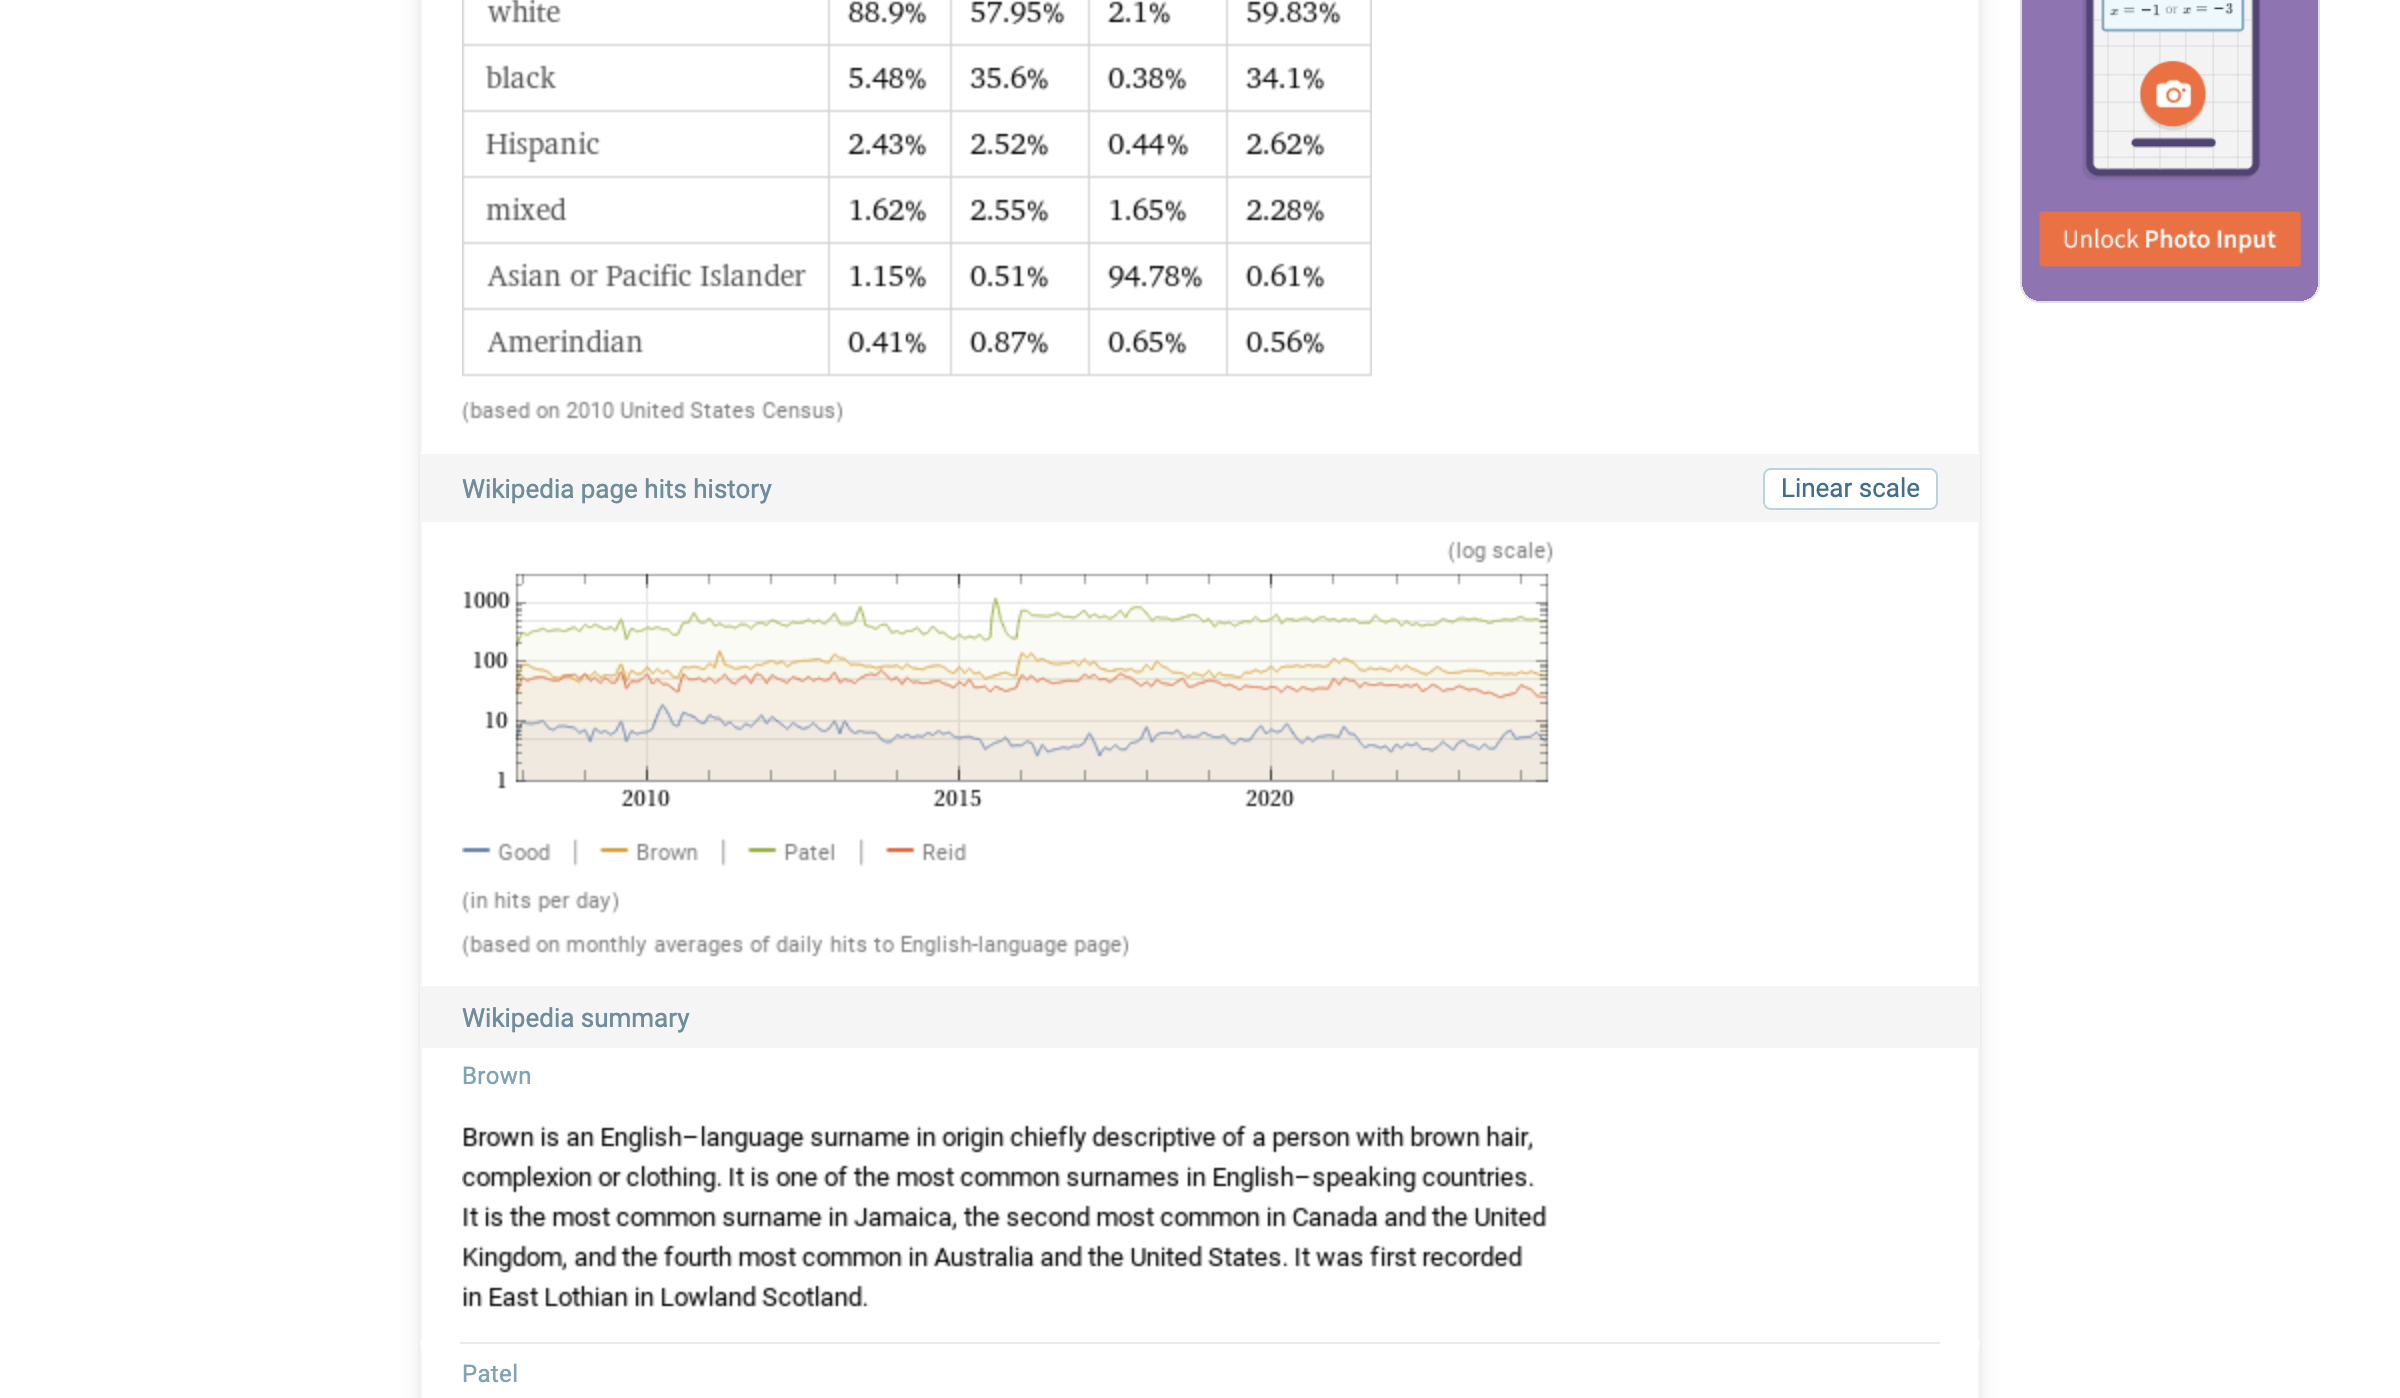 white 88.9% 57.95% 2.1% 59.83%
black 5.48% 35.6% 0.38% 34.1%
Hispanic 2.43% 2.52% 0.44% 2.62%
mixed 1.62% 2.55% 1.65% 2.28%
Asian or Pacific Islander 1.15% 0.51% 94.78% 0.61%
Amerindian 0.41% 0.87% 0.65% 0.56%
(based on 2010 United States Census)
x = −1 or x = −3
Unlock Photo Input
Wikipedia page hits history
Linear scale
(log scale)
1000
100
10
1
2010 2015 2020
Good | Brown | Patel | Reid
(in hits per day)
(based on monthly averages of daily hits to English-language page)
Wikipedia summary
Brown
Brown is an English–language surname in origin chiefly descriptive of a person with brown hair,
complexion or clothing. It is one of the most common surnames in English–speaking countries.
It is the most common surname in Jamaica, the second most common in Canada and the United
Kingdom, and the fourth most common in Australia and the United States. It was first recorded
in East Lothian in Lowland Scotland.
Patel